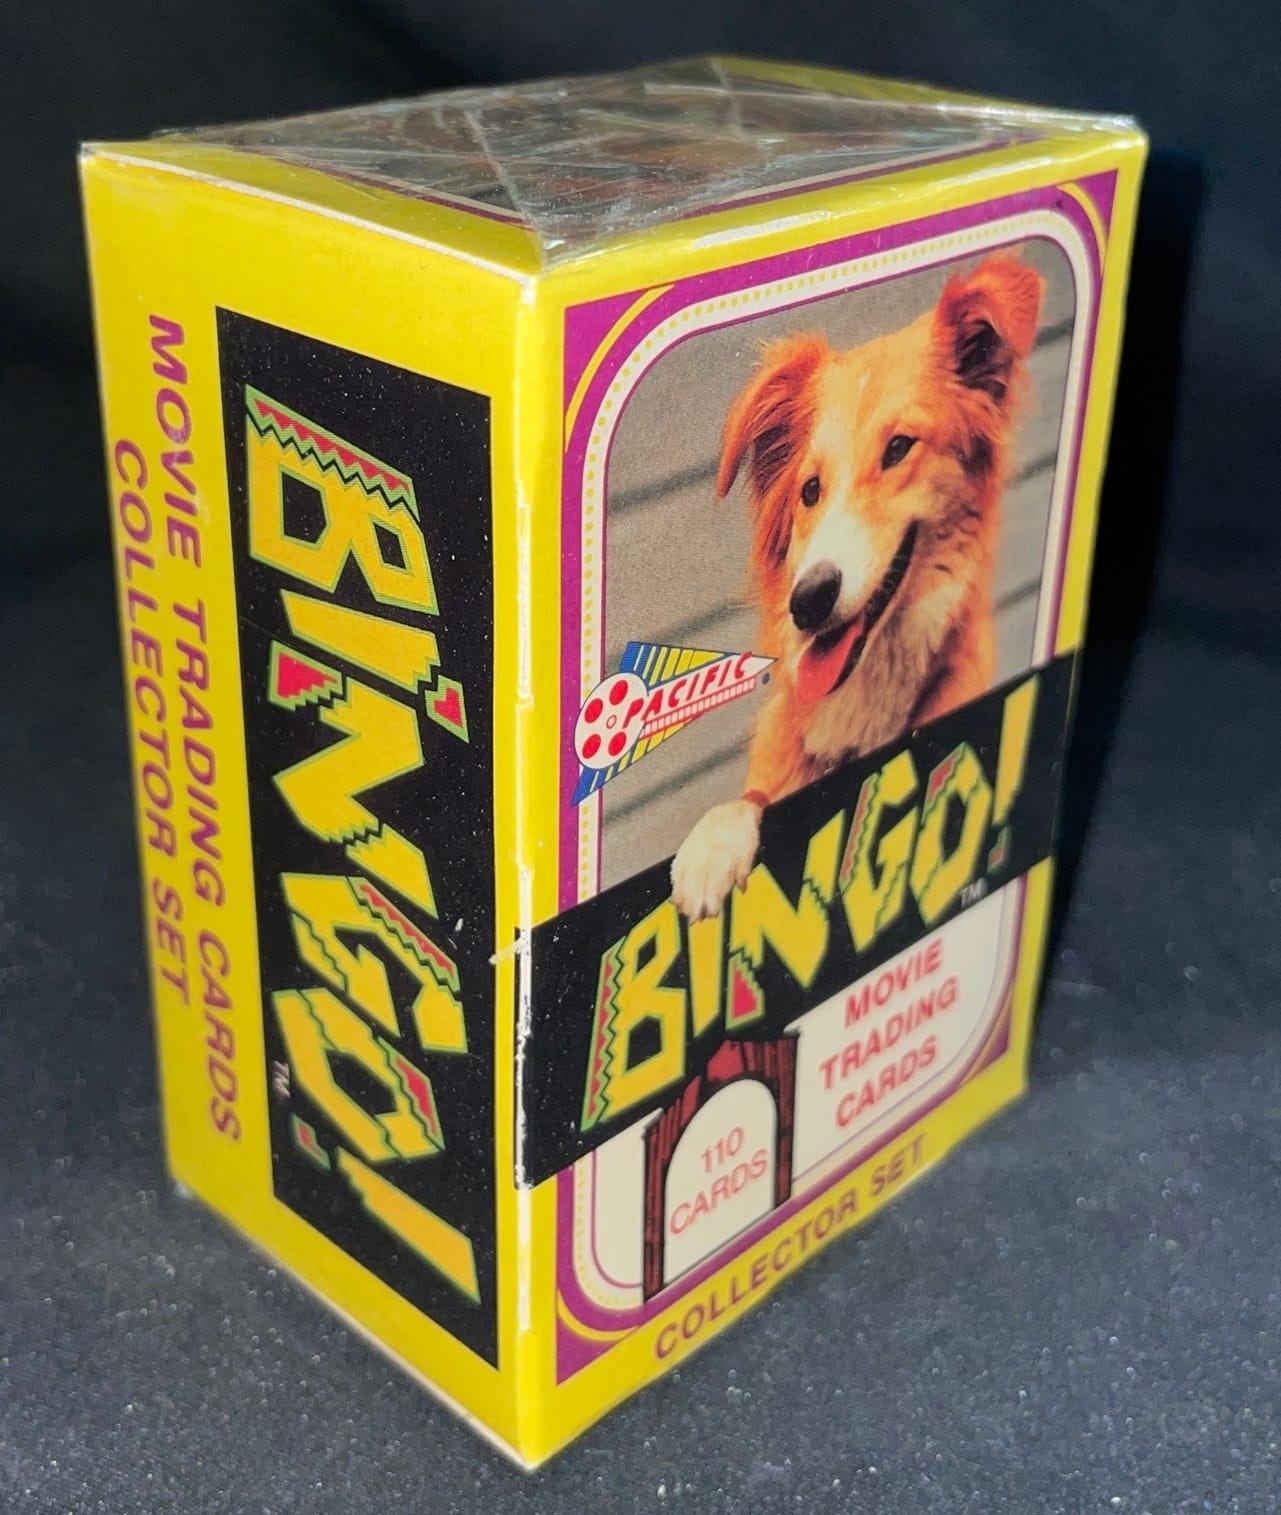 MOVIE TRADING CARDS
COLLECTOR SET
BINGO!
TM
PACIFIC
BINGO!
TM
MOVIE
TRADING
CARDS
110
CARDS
COLLECTOR SET